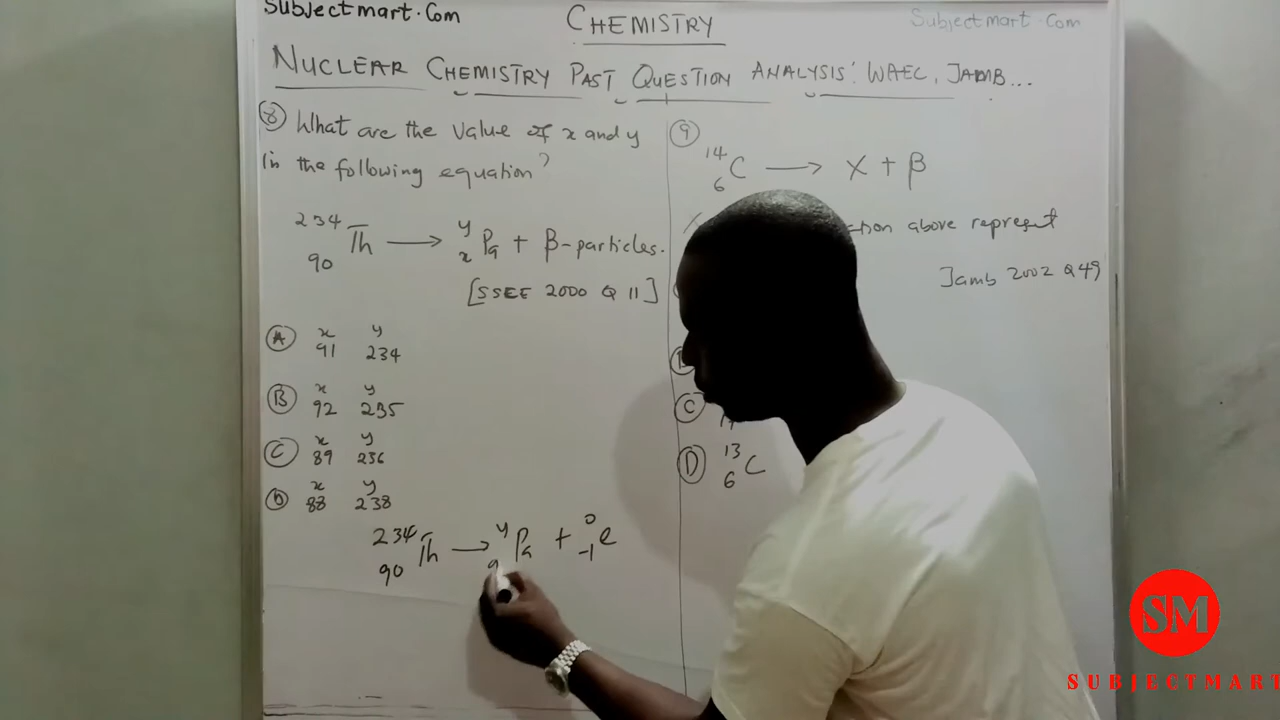 Subjectmart.Com
CHEMISTRY
Subjectmart.Com
NUCLEAR CHEMISTRY PAST QUESTION ANALYSIS: WAEC, JAMB...
⑧ What are the value of x and y
in the following equation?
234 90 Th → y x Pa + β-particles.
[SSCE 2000 Q 11]
A x y
91 234
B x y
92 235
C x y
89 236
D x y
88 238
234 90 Th → y Pa + 0 -1 e
⑨
14 6 C → X + β
above represent
Jamb 2002 Q49
C
D 13 6 C
SM
SUBJECTMART